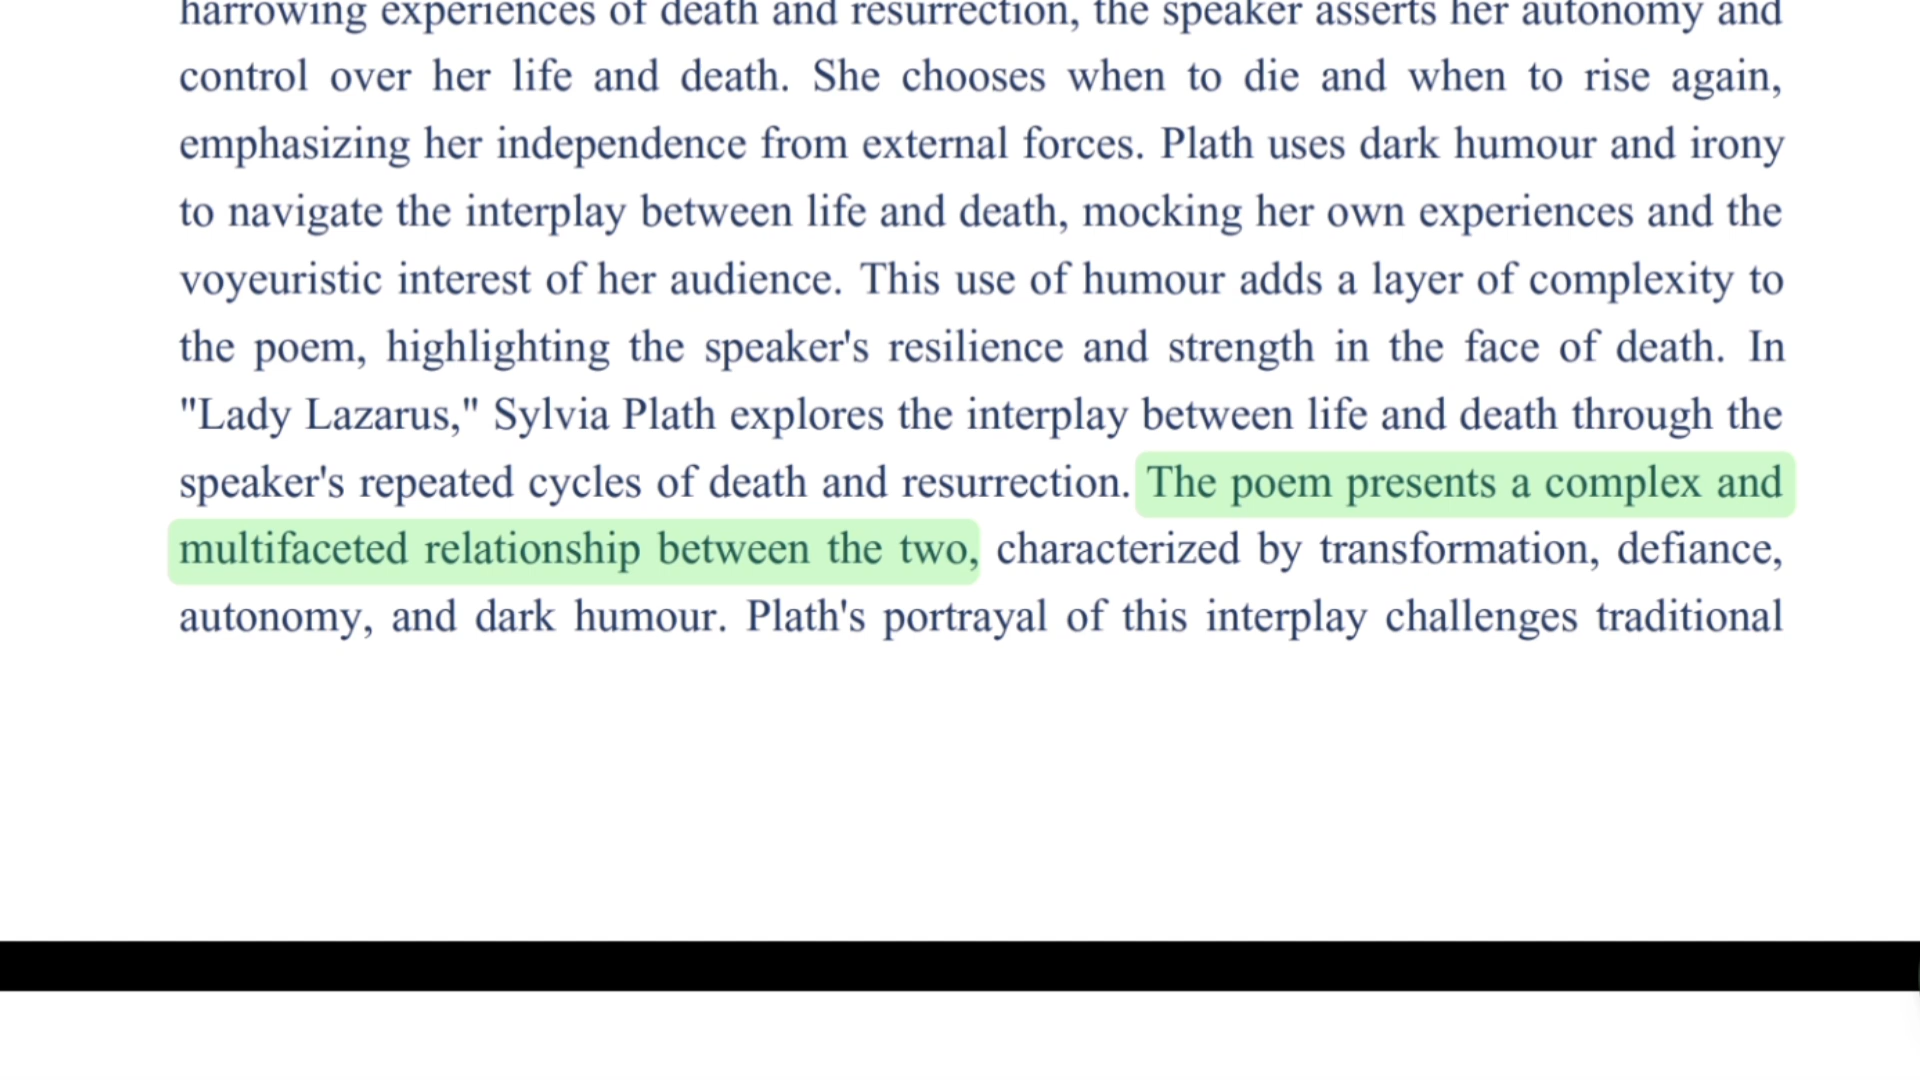 harrowing experiences of death and resurrection, the speaker asserts her autonomy and
control over her life and death. She chooses when to die and when to rise again,
emphasizing her independence from external forces. Plath uses dark humour and irony
to navigate the interplay between life and death, mocking her own experiences and the
voyeuristic interest of her audience. This use of humour adds a layer of complexity to
the poem, highlighting the speaker's resilience and strength in the face of death. In
"Lady Lazarus," Sylvia Plath explores the interplay between life and death through the
speaker's repeated cycles of death and resurrection. The poem presents a complex and
multifaceted relationship between the two, characterized by transformation, defiance,
autonomy, and dark humour. Plath's portrayal of this interplay challenges traditional